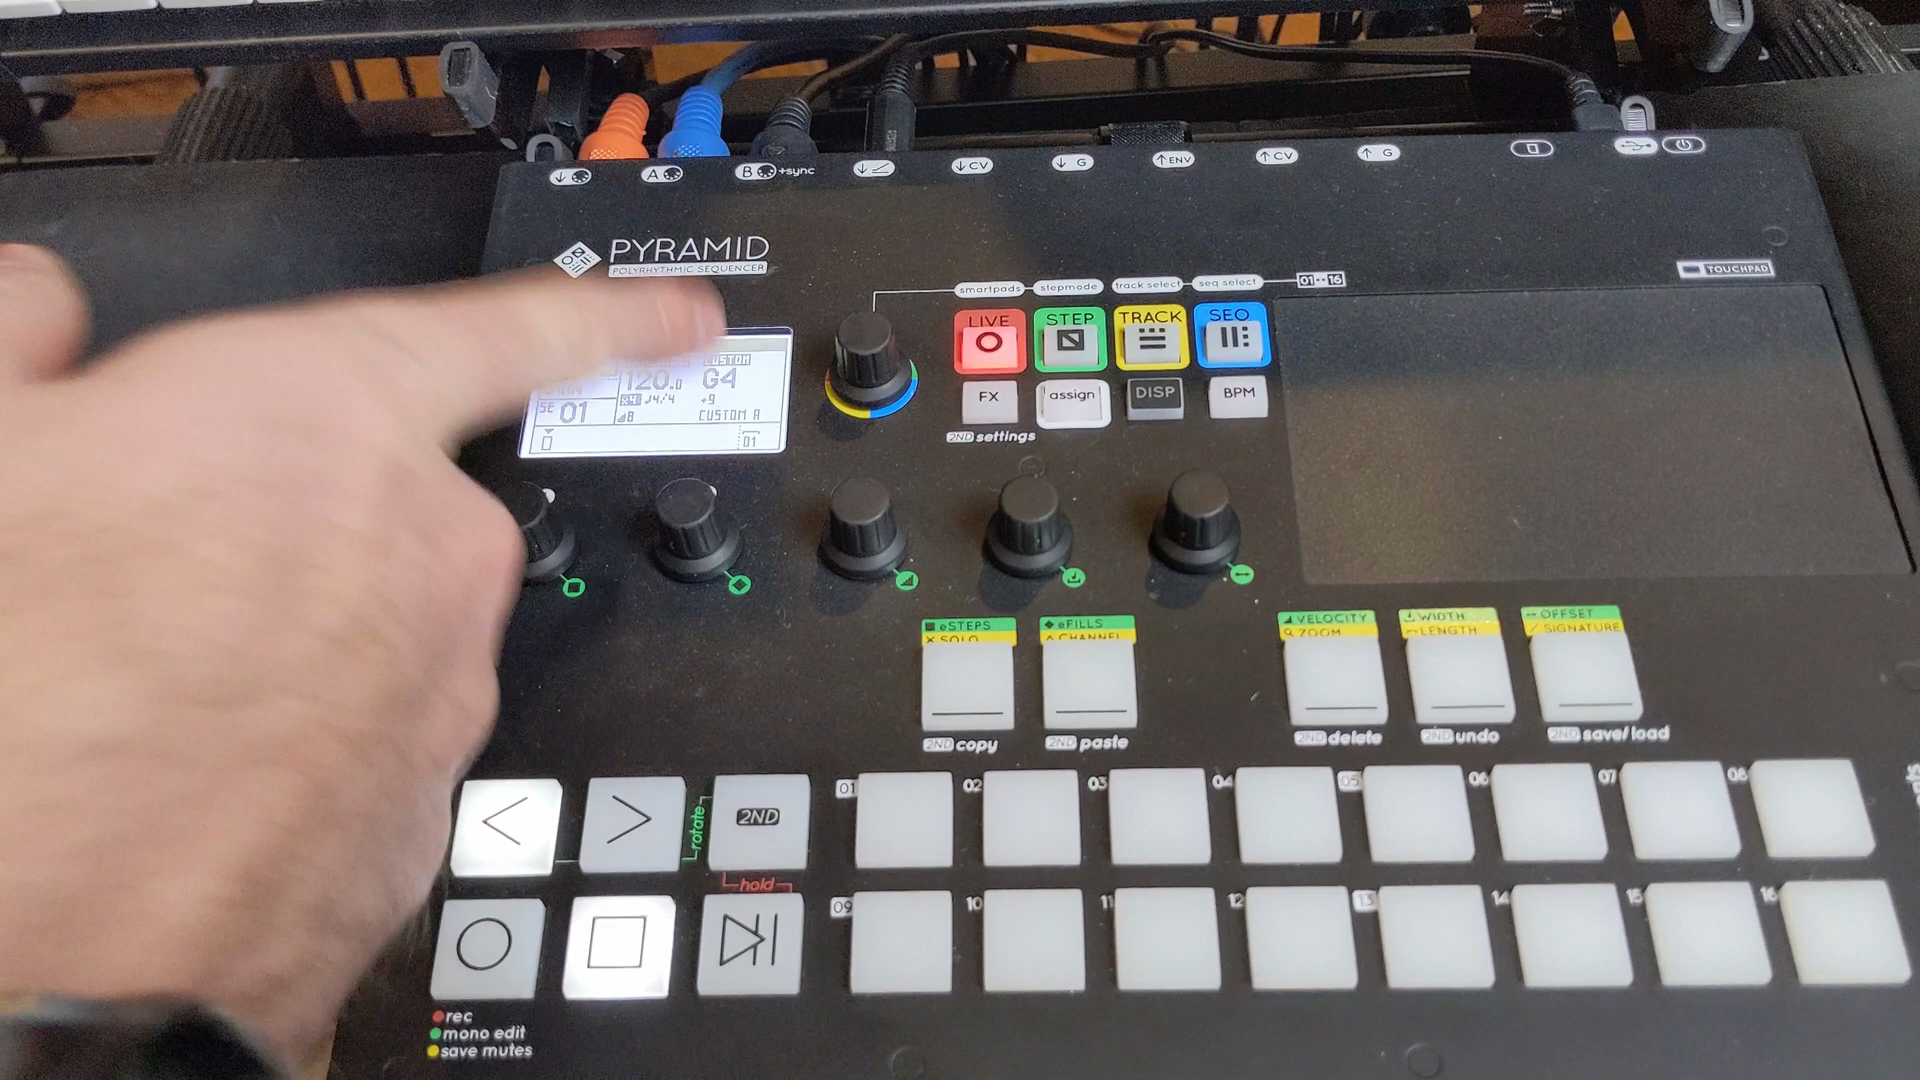 A
B +sync
CV
G
ENV
CV
G
PYRAMID
POLYRHYTHMIC SEQUENCER
TOUCHPAD
smartpads stepmode track select seq select 01··16
LIVE STEP TRACK SEQ
FX assign DISP BPM
2ND settings
CUSTOM
120.0 G4
4/4 +9
SE 01 8 CUSTOM A
01
eSTEPS eFILLS VELOCITY WIDTH OFFSET
SOLO CHANNEL ZOOM LENGTH SIGNATURE
2ND copy 2ND paste 2ND delete 2ND undo 2ND save/load
rotate
2ND
hold
01 02 03 04 05 06 07 08
09 10 11 12 13 14 15 16
rec
mono edit
save mutes